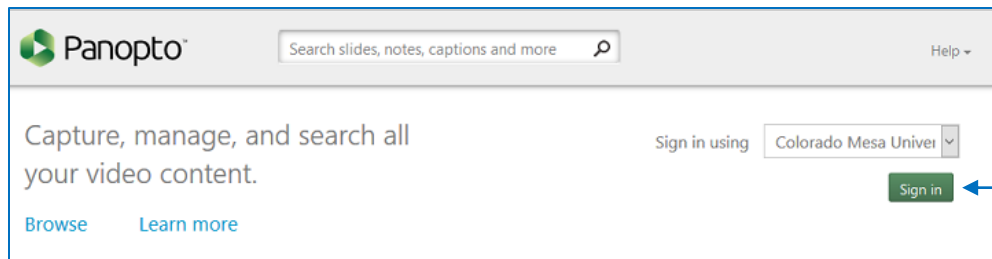 Panopto™
Search slides, notes, captions and more
Help
Capture, manage, and search all
your video content.
Sign in using
Colorado Mesa Univer
Sign in
Browse
Learn more